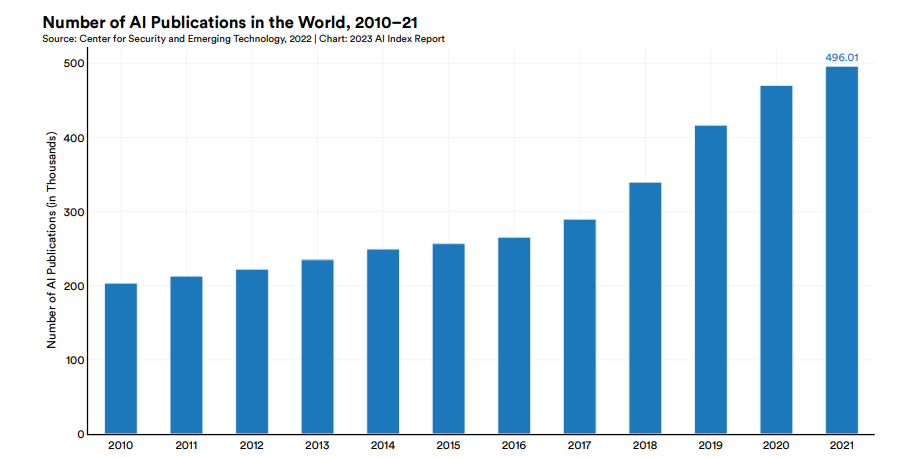 Number of AI Publications in the World, 2010–21
Source: Center for Security and Emerging Technology, 2022 | Chart: 2023 AI Index Report
Number of AI Publications (in Thousands)
500
400
300
200
100
0
496.01
2010 2011 2012 2013 2014 2015 2016 2017 2018 2019 2020 2021